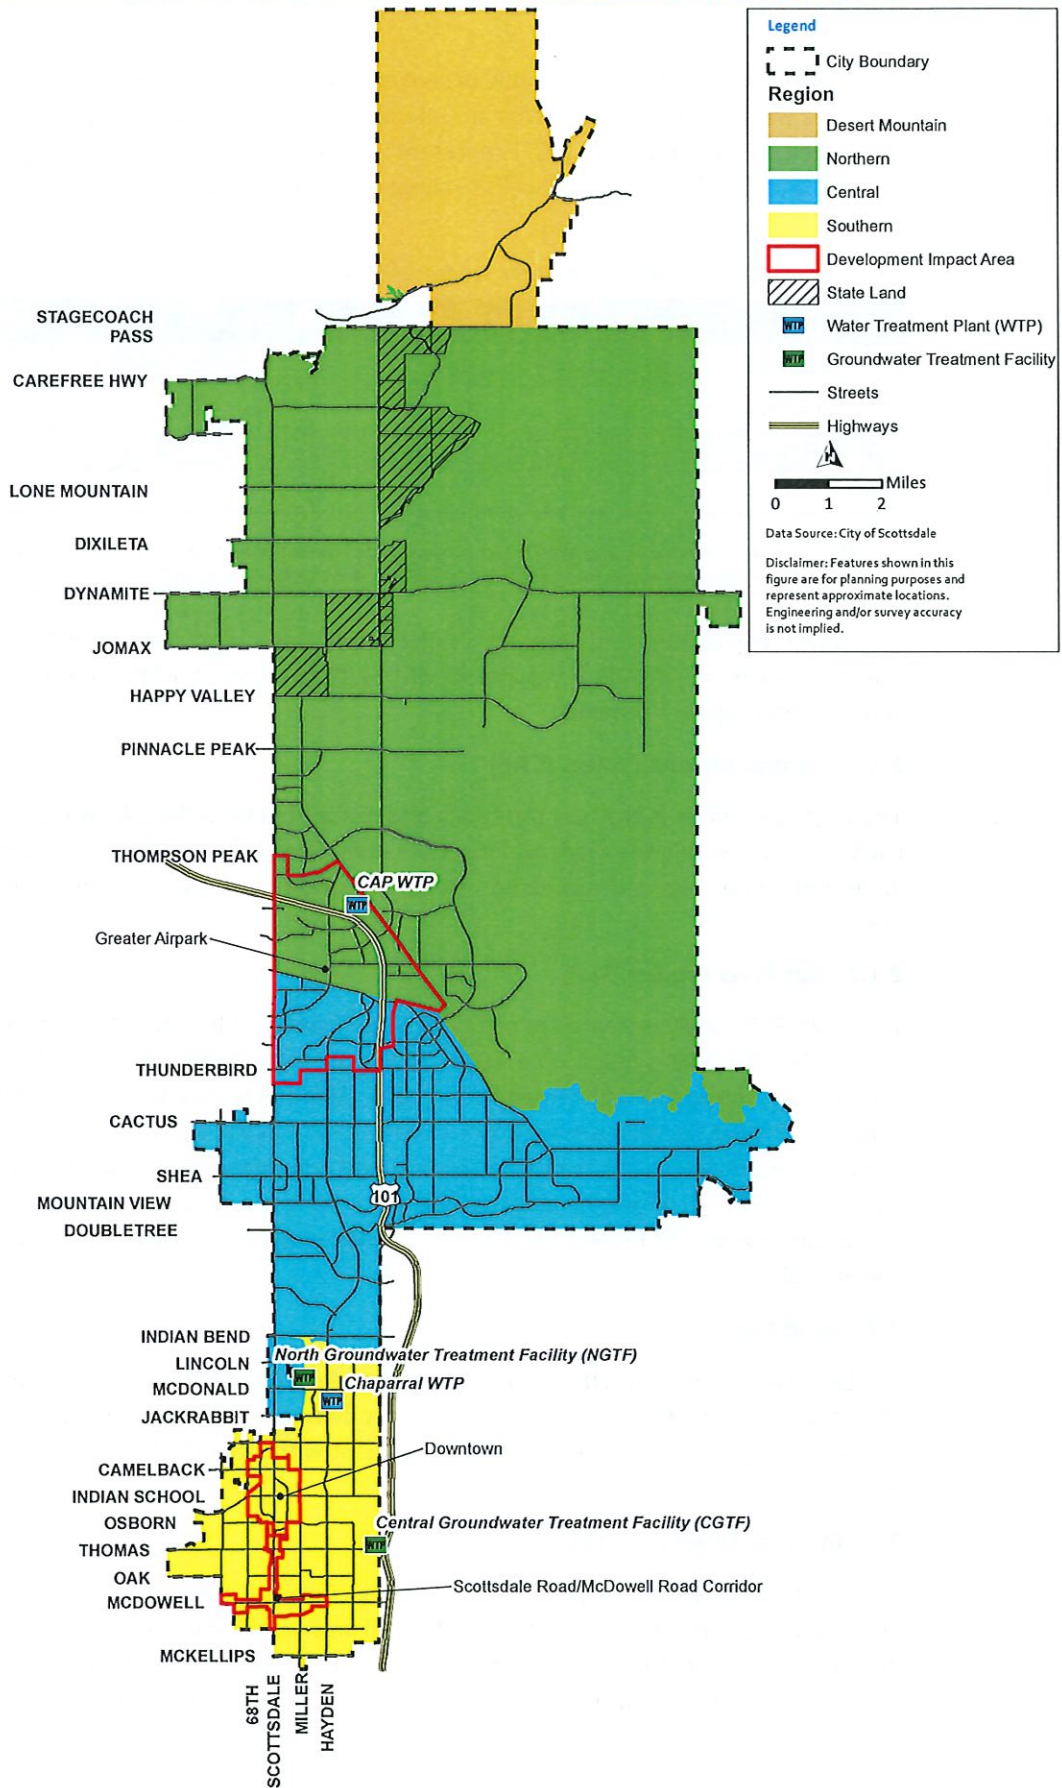 Legend
City Boundary
Region
Desert Mountain
Northern
Central
Southern
Development Impact Area
State Land
WTP Water Treatment Plant (WTP)
WTP Groundwater Treatment Facility
Streets
Highways
N
Miles
0 1 2
Data Source: City of Scottsdale
Disclaimer: Features shown in this
figure are for planning purposes and
represent approximate locations.
Engineering and/or survey accuracy
is not implied.
STAGECOACH
PASS
CAREFREE HWY
LONE MOUNTAIN
DIXILETA
DYNAMITE
JOMAX
HAPPY VALLEY
PINNACLE PEAK
THOMPSON PEAK
CAP WTP
WTP
Greater Airpark
THUNDERBIRD
CACTUS
SHEA
101
MOUNTAIN VIEW
DOUBLETREE
INDIAN BEND
North Groundwater Treatment Facility (NGTF)
LINCOLN
WTP
Chaparral WTP
MCDONALD
WTP
JACKRABBIT
Downtown
CAMELBACK
INDIAN SCHOOL
OSBORN
Central Groundwater Treatment Facility (CGTF)
WTP
THOMAS
OAK
Scottsdale Road/McDowell Road Corridor
MCDOWELL
MCKELLIPS
68TH
SCOTTSDALE
MILLER
HAYDEN